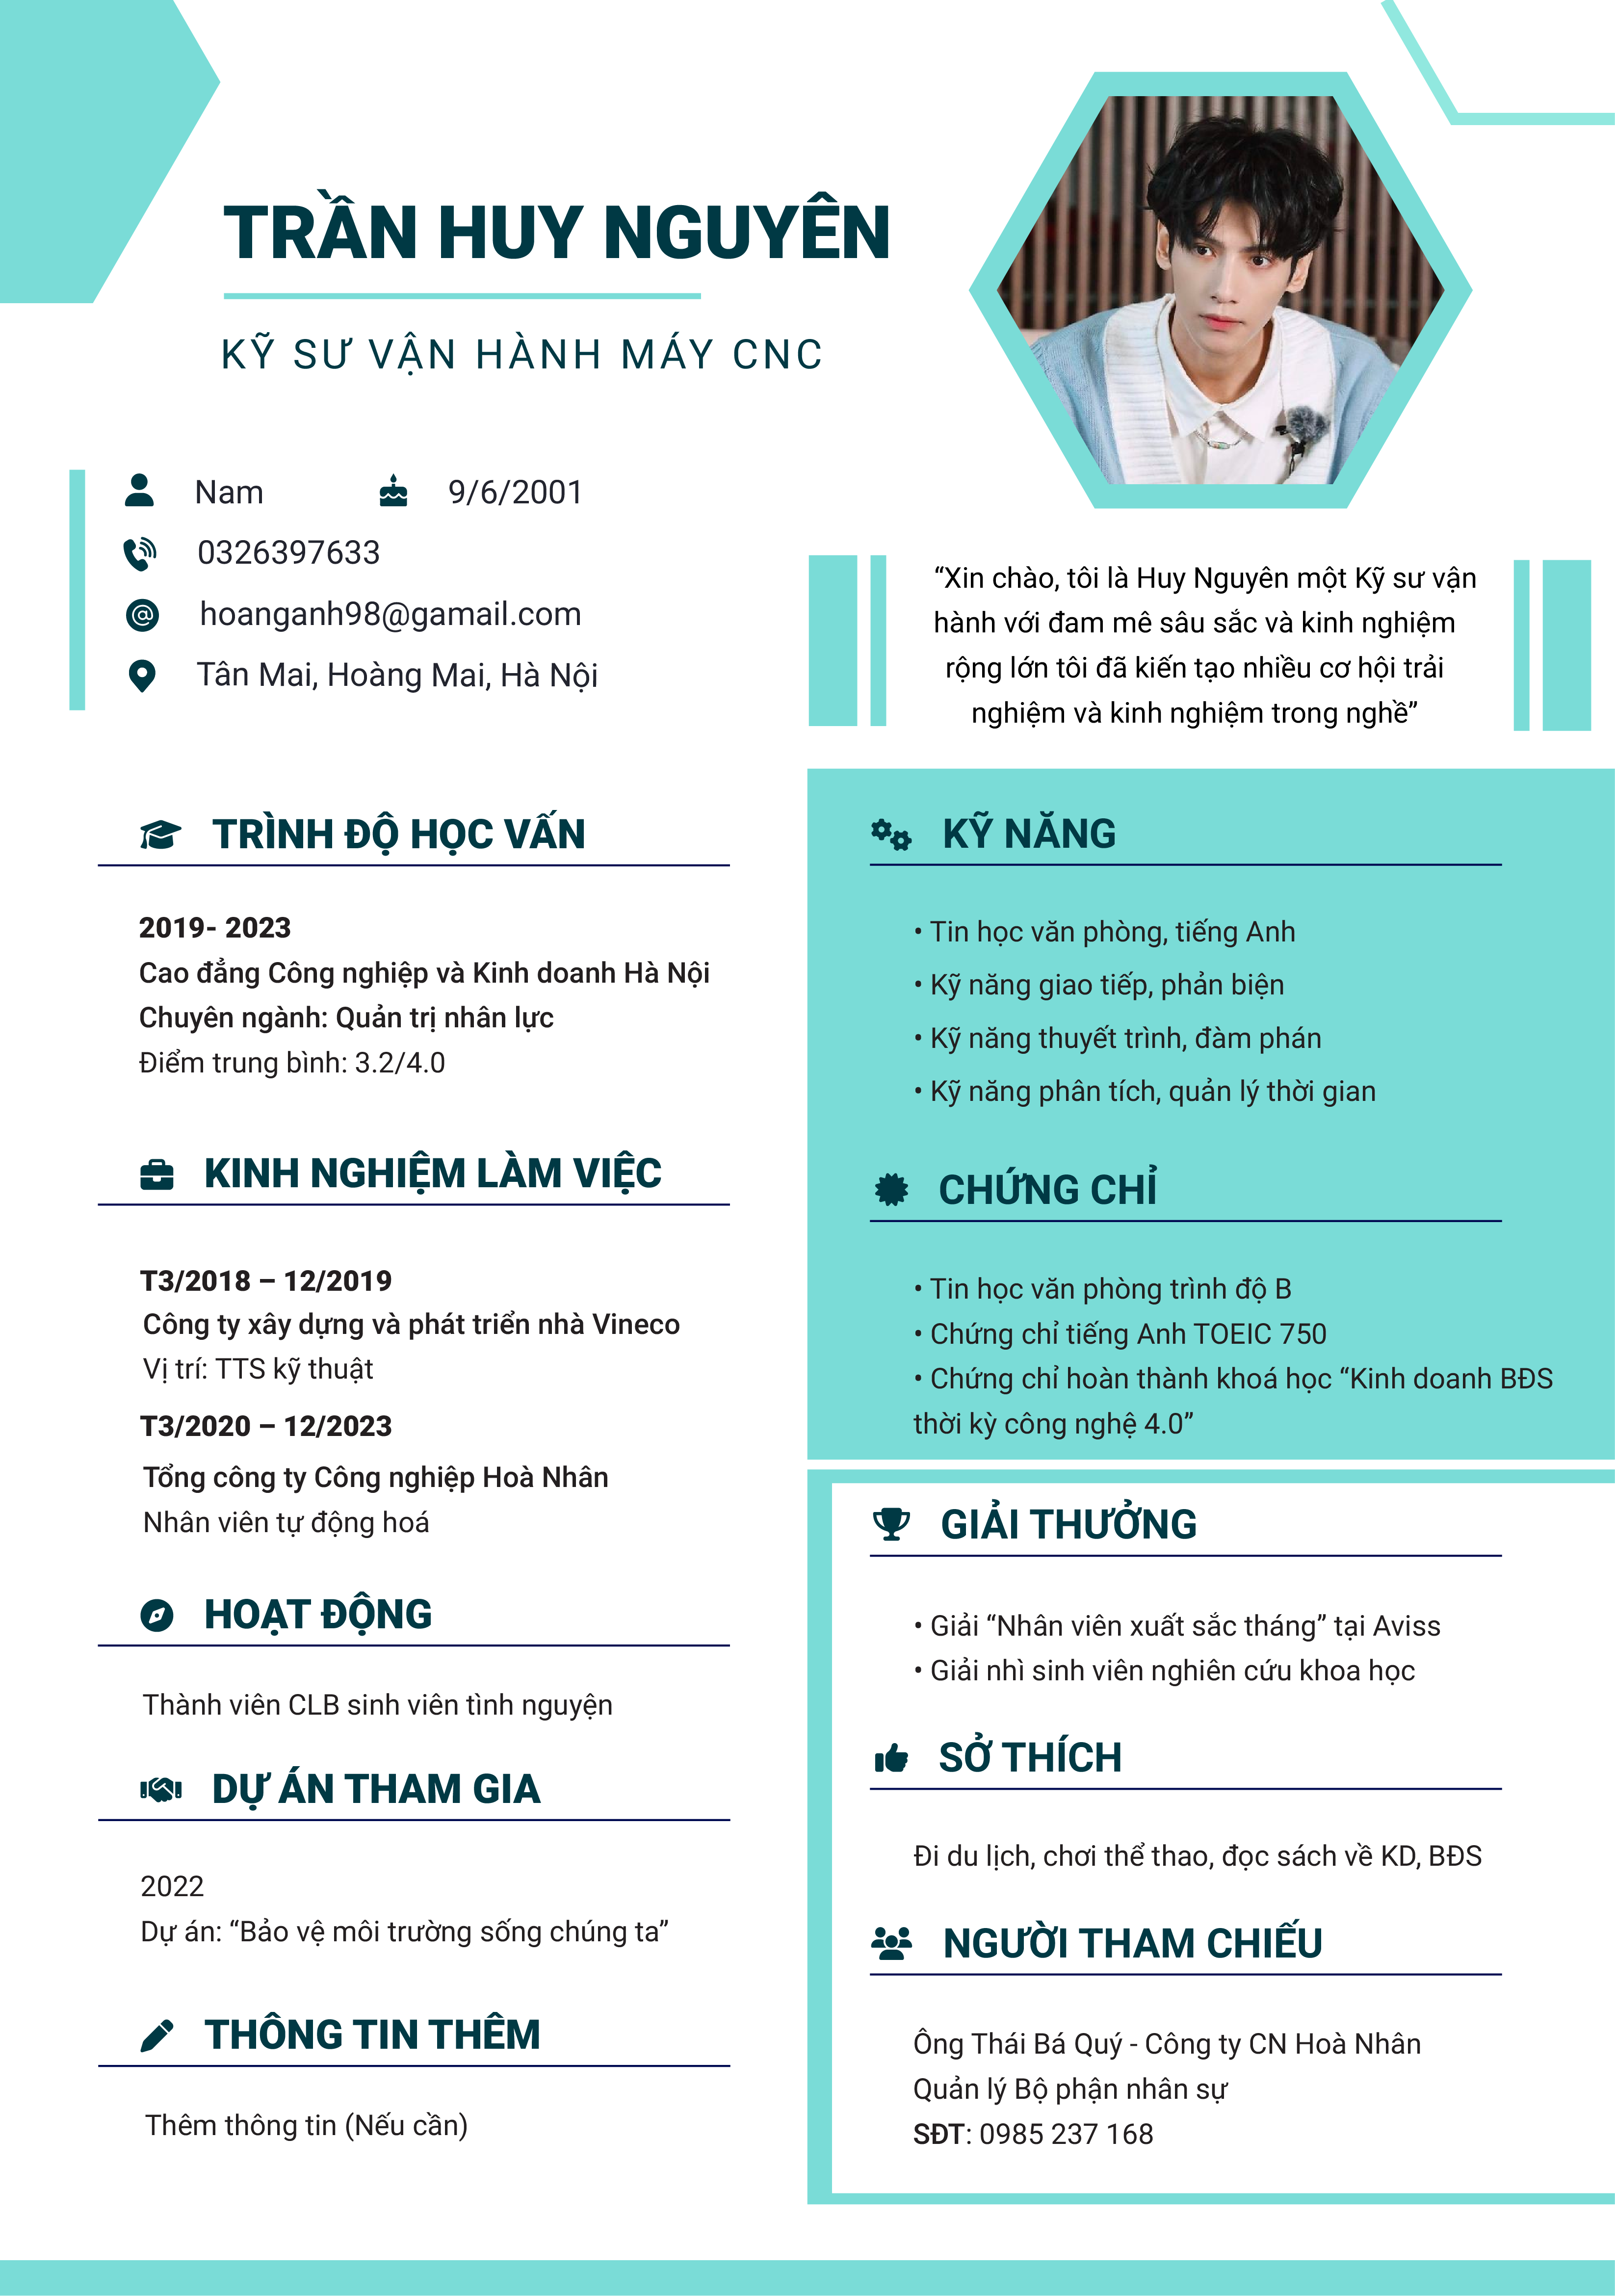 TRẦN HUY NGUYÊN
KỸ SƯ VẬN HÀNH MÁY CNC
Nam 9/6/2001
0326397633
hoanganh98@gamail.com
Tân Mai, Hoàng Mai, Hà Nội
“Xin chào, tôi là Huy Nguyên một Kỹ sư vận
hành với đam mê sâu sắc và kinh nghiệm
rộng lớn tôi đã kiến tạo nhiều cơ hội trải
nghiệm và kinh nghiệm trong nghề”
TRÌNH ĐỘ HỌC VẤN
2019- 2023
Cao đẳng Công nghiệp và Kinh doanh Hà Nội
Chuyên ngành: Quản trị nhân lực
Điểm trung bình: 3.2/4.0
KINH NGHIỆM LÀM VIỆC
T3/2018 – 12/2019
Công ty xây dựng và phát triển nhà Vineco
Vị trí: TTS kỹ thuật
T3/2020 – 12/2023
Tổng công ty Công nghiệp Hoà Nhân
Nhân viên tự động hoá
HOẠT ĐỘNG
Thành viên CLB sinh viên tình nguyện
DỰ ÁN THAM GIA
2022
Dự án: “Bảo vệ môi trường sống chúng ta”
THÔNG TIN THÊM
Thêm thông tin (Nếu cần)
KỸ NĂNG
• Tin học văn phòng, tiếng Anh
• Kỹ năng giao tiếp, phản biện
• Kỹ năng thuyết trình, đàm phán
• Kỹ năng phân tích, quản lý thời gian
CHỨNG CHỈ
• Tin học văn phòng trình độ B
• Chứng chỉ tiếng Anh TOEIC 750
• Chứng chỉ hoàn thành khoá học “Kinh doanh BĐS
thời kỳ công nghệ 4.0”
GIẢI THƯỞNG
• Giải “Nhân viên xuất sắc tháng” tại Aviss
• Giải nhì sinh viên nghiên cứu khoa học
SỞ THÍCH
Đi du lịch, chơi thể thao, đọc sách về KD, BĐS
NGƯỜI THAM CHIẾU
Ông Thái Bá Quý - Công ty CN Hoà Nhân
Quản lý Bộ phận nhân sự
SĐT: 0985 237 168